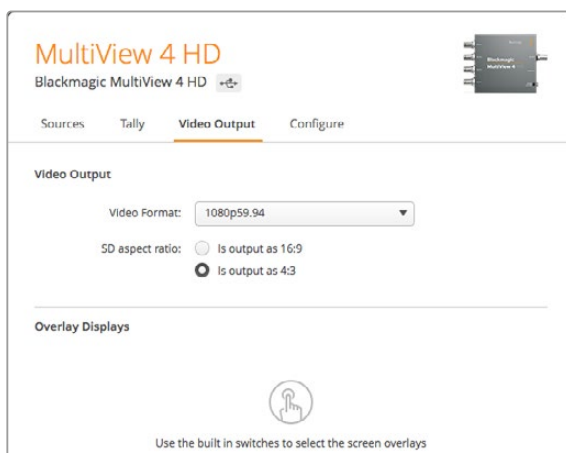 MultiView 4 HD
Blackmagic MultiView 4 HD
Sources Tally Video Output Configure
Video Output
Video Format: 1080p59.94
SD aspect ratio: Is output as 16:9
Is output as 4:3
Overlay Displays
Use the built in switches to select the screen overlays